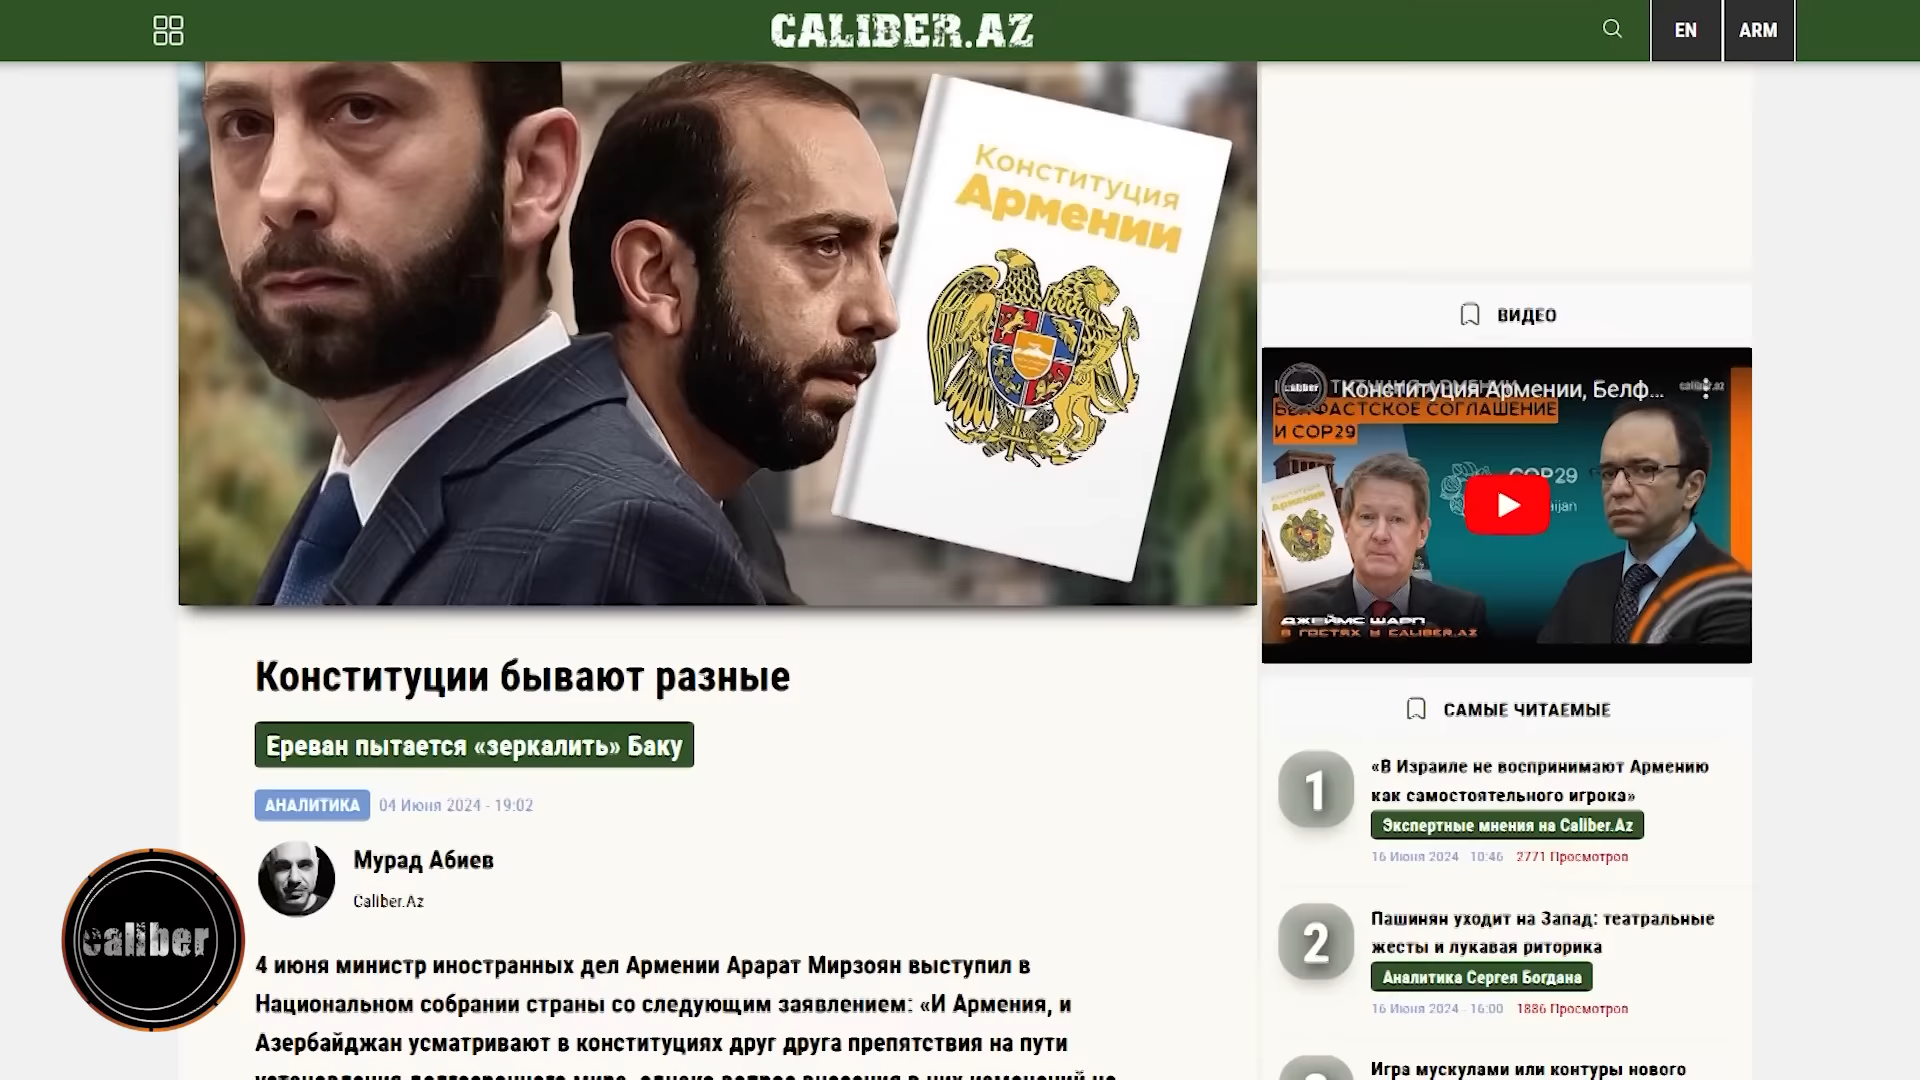 CALIBER.AZ
EN
ARM
Конституция
Армении
ВИДЕО
Конституция Армении, Белф...
БЕЛФАСТСКОЕ СОГЛАШЕНИЕ
И COP29
COP29
ДЖЕЙМС ШАРП
В ГОСТЯХ У CALIBER.AZ
Конституции бывают разные
Ереван пытается «зеркалить» Баку
АНАЛИТИКА 04 Июня 2024 - 19:02
Мурад Абиев
Caliber.Az
4 июня министр иностранных дел Армении Арарат Мирзоян выступил в
Национальном собрании страны со следующим заявлением: «И Армения, и
Азербайджан усматривают в конституциях друг друга препятствия на пути
caliber
САМЫЕ ЧИТАЕМЫЕ
1
«В Израиле не воспринимают Армению
как самостоятельного игрока»
Экспертные мнения на Caliber.Az
16 Июня 2024 - 10:46 2771 Просмотров
2
Пашинян уходит на Запад: театральные
жесты и лукавая риторика
Аналитика Сергея Богдана
16 Июня 2024 - 16:00 1886 Просмотров
Игра мускулами или контуры нового